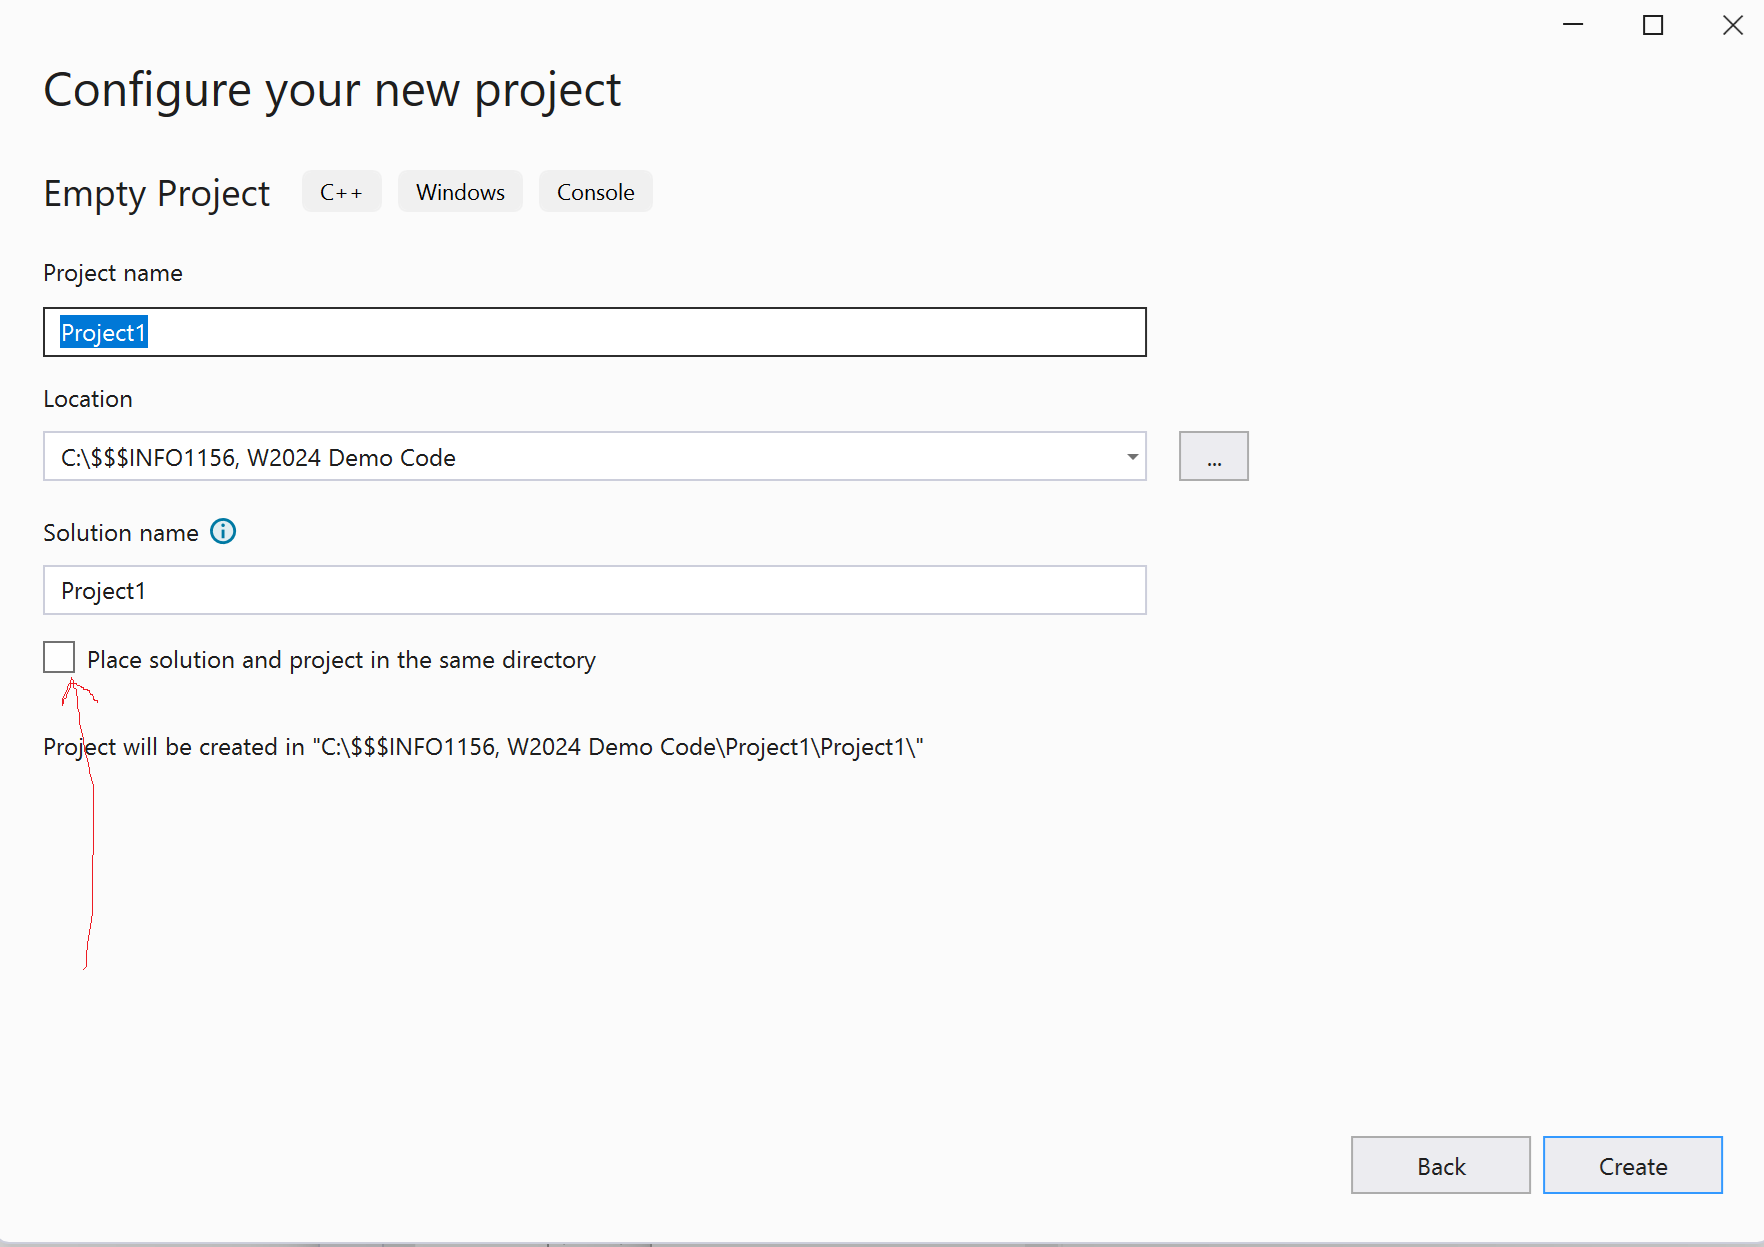 Configure your new project
Empty Project C++ Windows Console
Project name
Project1
Location
C:\$$$INFO1156, W2024 Demo Code
...
Solution name
Project1
Place solution and project in the same directory
Project will be created in "C:\$$$INFO1156, W2024 Demo Code\Project1\Project1\"
Back Create